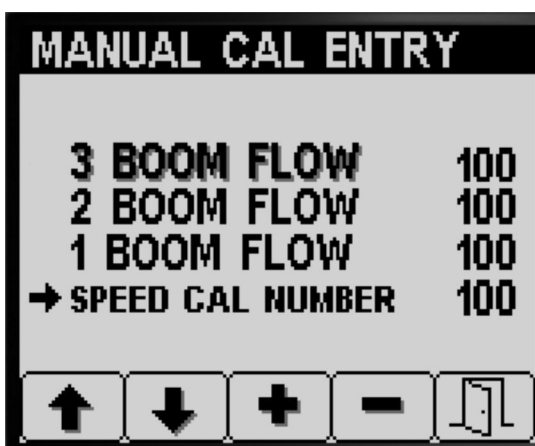 MANUAL CAL ENTRY
3 BOOM FLOW 100
2 BOOM FLOW 100
1 BOOM FLOW 100
SPEED CAL NUMBER 100